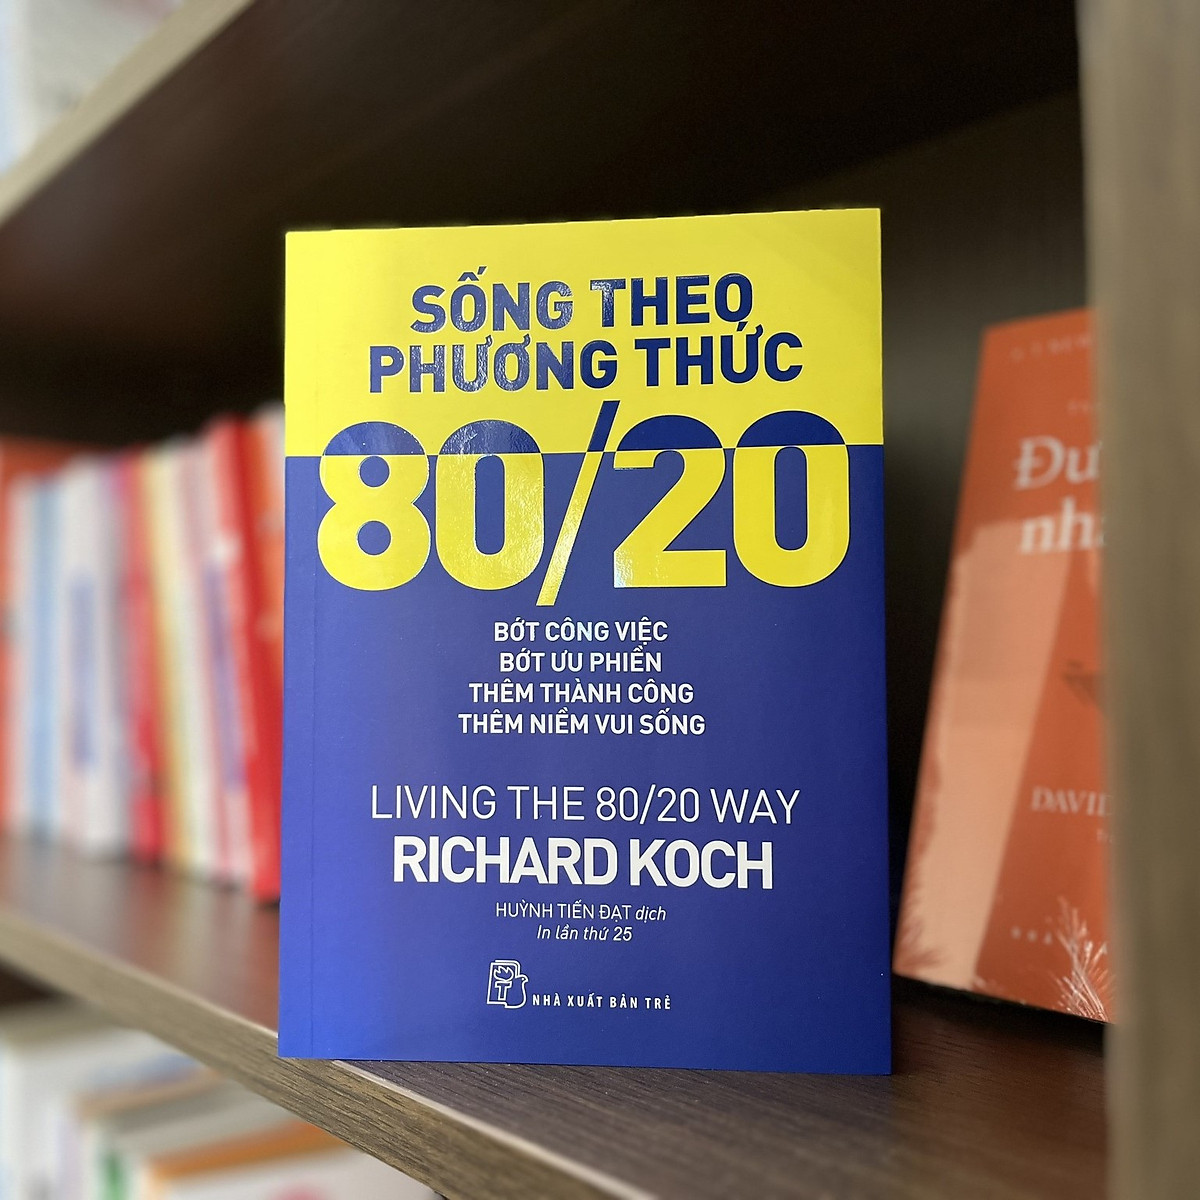 SỐNG THEO
PHƯƠNG THỨC
80/20
BỚT CÔNG VIỆC
BỚT ƯU PHIỀN
THÊM THÀNH CÔNG
THÊM NIỀM VUI SỐNG
LIVING THE 80/20 WAY
RICHARD KOCH
HUỲNH TIẾN ĐẠT dịch
In lần thứ 25
NHÀ XUẤT BẢN TRẺ
DAVID